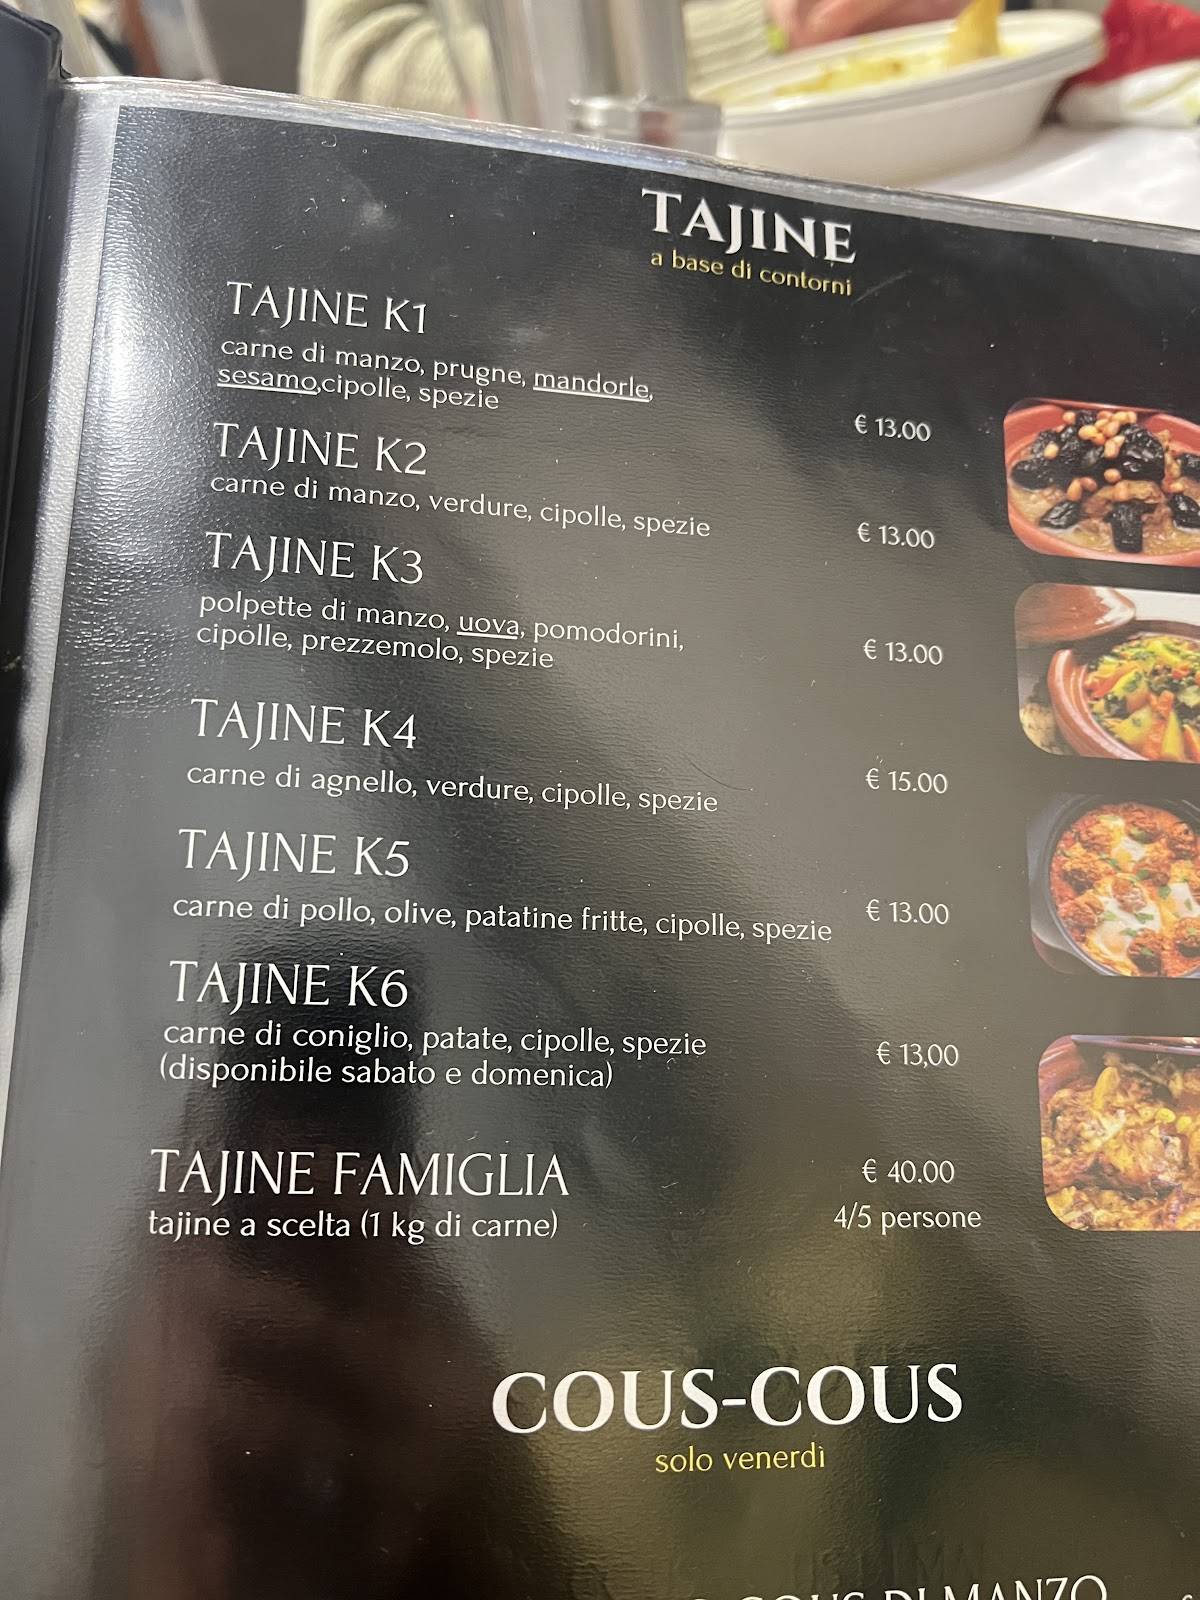 TAJINE
a base di contorni
TAJINE K1
carne di manzo, prugne, mandorle,
sesamo,cipolle, spezie
€ 13.00
TAJINE K2
carne di manzo, verdure, cipolle, spezie
€ 13.00
TAJINE K3
polpette di manzo, uova, pomodorini,
cipolle, prezzemolo, spezie
€ 13.00
TAJINE K4
carne di agnello, verdure, cipolle, spezie
€ 15.00
TAJINE K5
carne di pollo, olive, patatine fritte, cipolle, spezie
€ 13.00
TAJINE K6
carne di coniglio, patate, cipolle, spezie
(disponibile sabato e domenica)
€ 13,00
TAJINE FAMIGLIA
tajine a scelta (1 kg di carne)
€ 40.00
4/5 persone
COUS-COUS
solo venerdì
DI MANZO